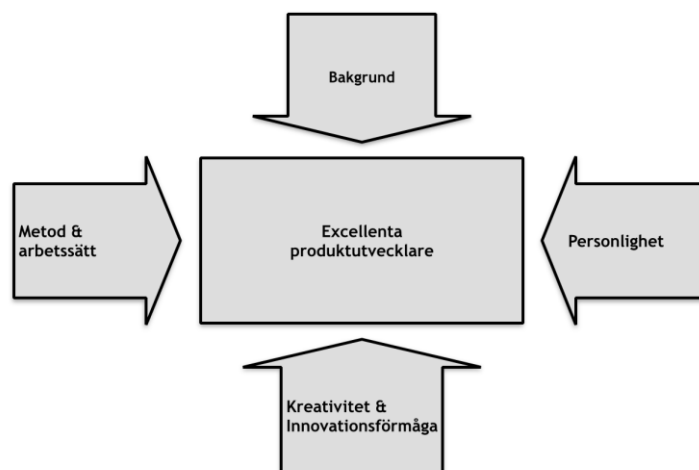 Bakgrund
Metod &
arbetssätt
Excellenta
produktutvecklare
Personlighet
Kreativitet &
Innovationsförmåga